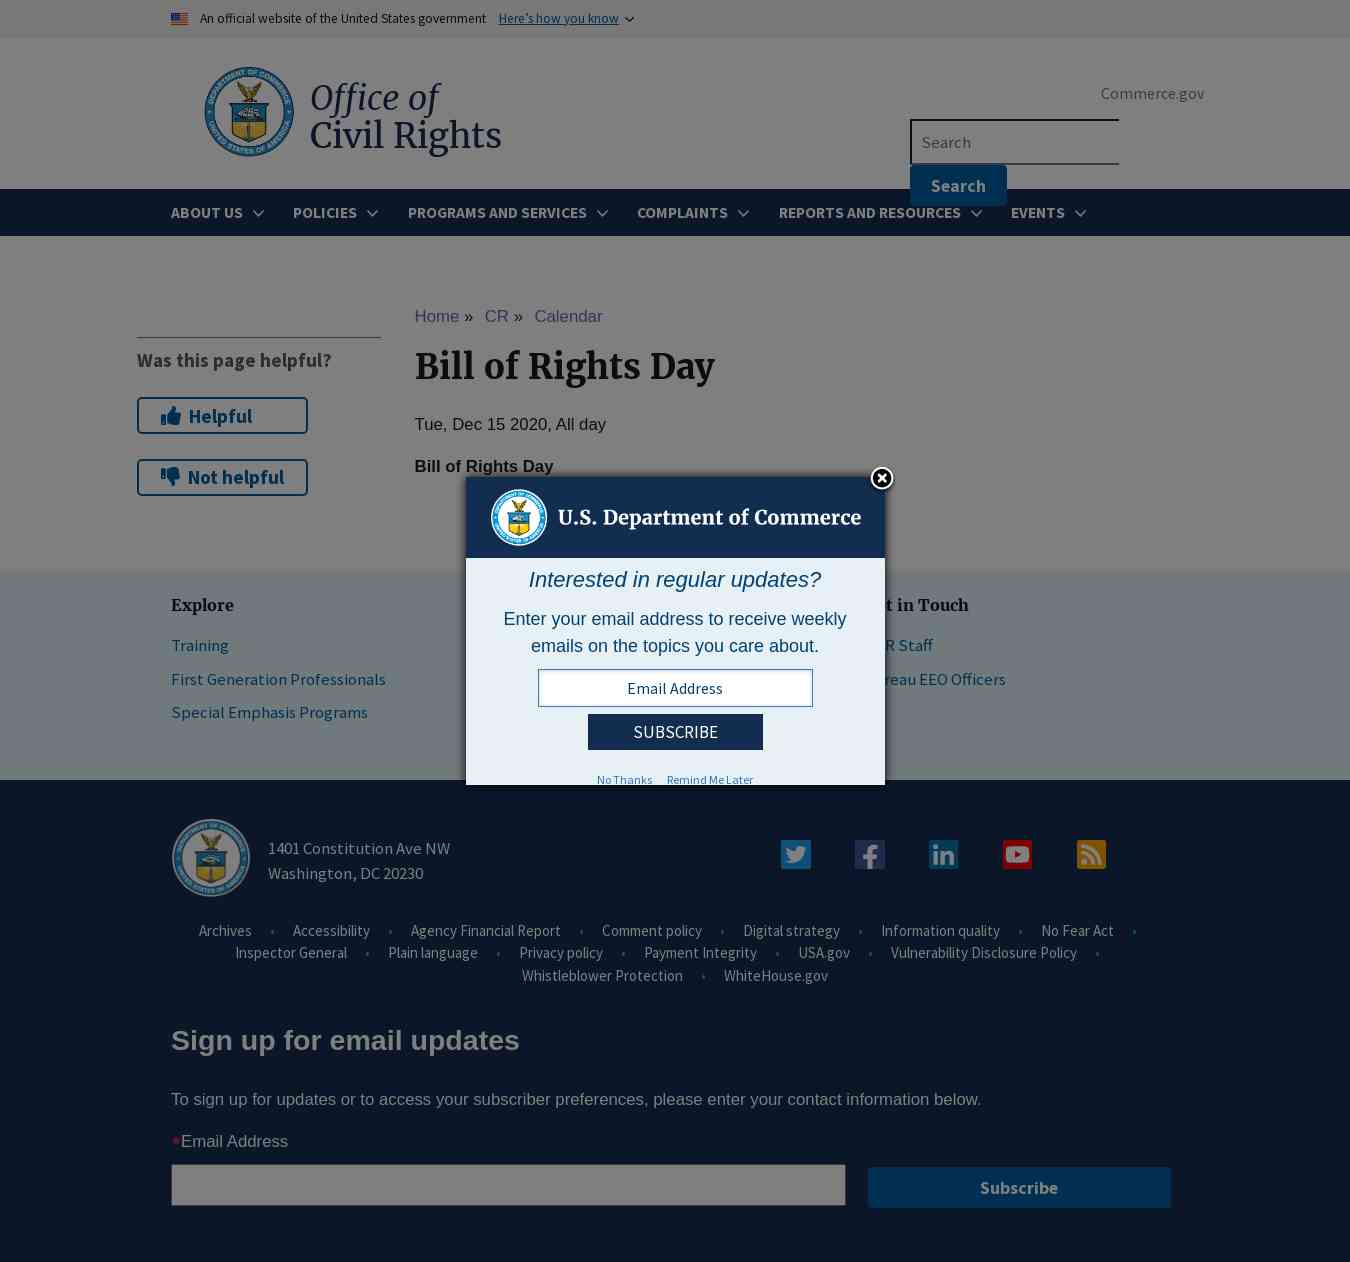 An official website of the United States government Here's how you know
Office of
Civil Rights
Commerce.gov
Search
Search
ABOUT US POLICIES PROGRAMS AND SERVICES COMPLAINTS REPORTS AND RESOURCES EVENTS
Home » CR » Calendar
Was this page helpful?
Helpful
Not helpful
Bill of Rights Day
Tue, Dec 15 2020, All day
Bill of Rights Day
U.S. Department of Commerce
Interested in regular updates?
Enter your email address to receive weekly
emails on the topics you care about.
Email Address
SUBSCRIBE
No Thanks Remind Me Later
Explore
Training
First Generation Professionals
Special Emphasis Programs
t in Touch
R Staff
reau EEO Officers
1401 Constitution Ave NW
Washington, DC 20230
Archives Accessibility Agency Financial Report Comment policy Digital strategy Information quality No Fear Act
Inspector General Plain language Privacy policy Payment Integrity USA.gov Vulnerability Disclosure Policy
Whistleblower Protection WhiteHouse.gov
Sign up for email updates
To sign up for updates or to access your subscriber preferences, please enter your contact information below.
*Email Address
Subscribe